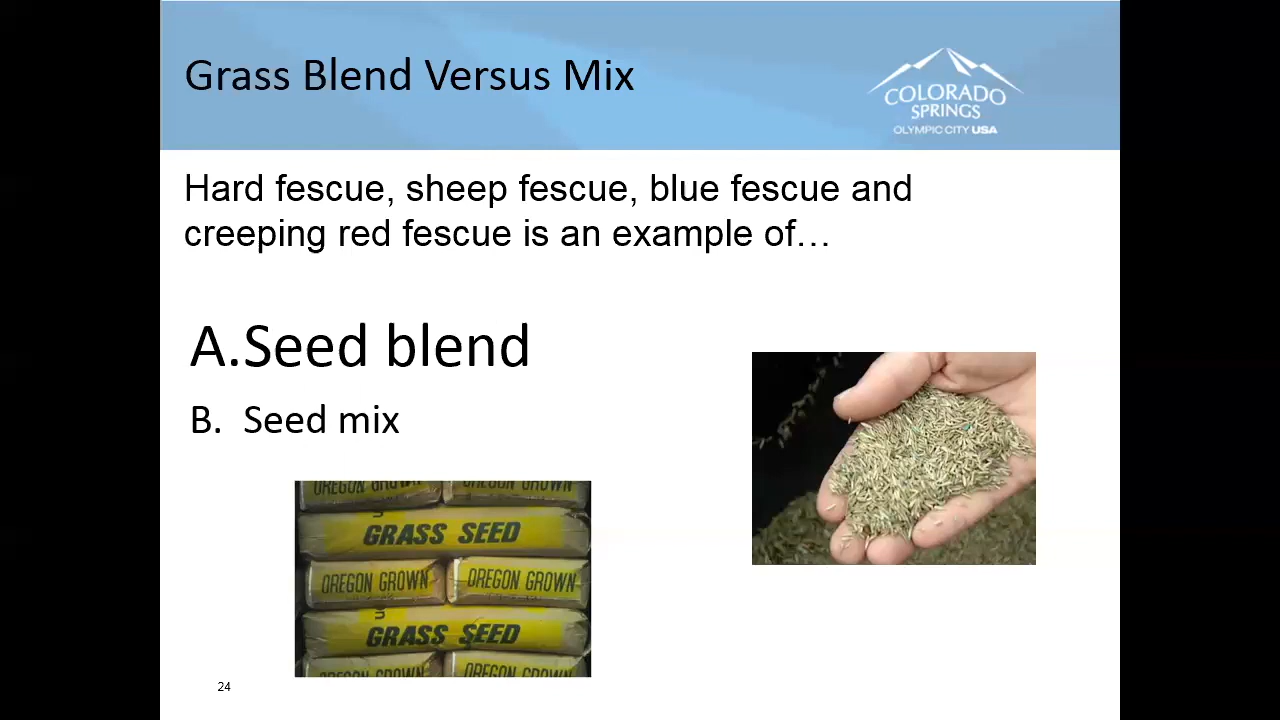 Grass Blend Versus Mix
COLORADO
SPRINGS
OLYMPIC CITY USA
Hard fescue, sheep fescue, blue fescue and
creeping red fescue is an example of…
A.Seed blend
B. Seed mix
OREGON GROWN
OREGON GROWN
GRASS SEED
OREGON GROWN
OREGON GROWN
GRASS SEED
OREGON GROWN
OREGON GROWN
24